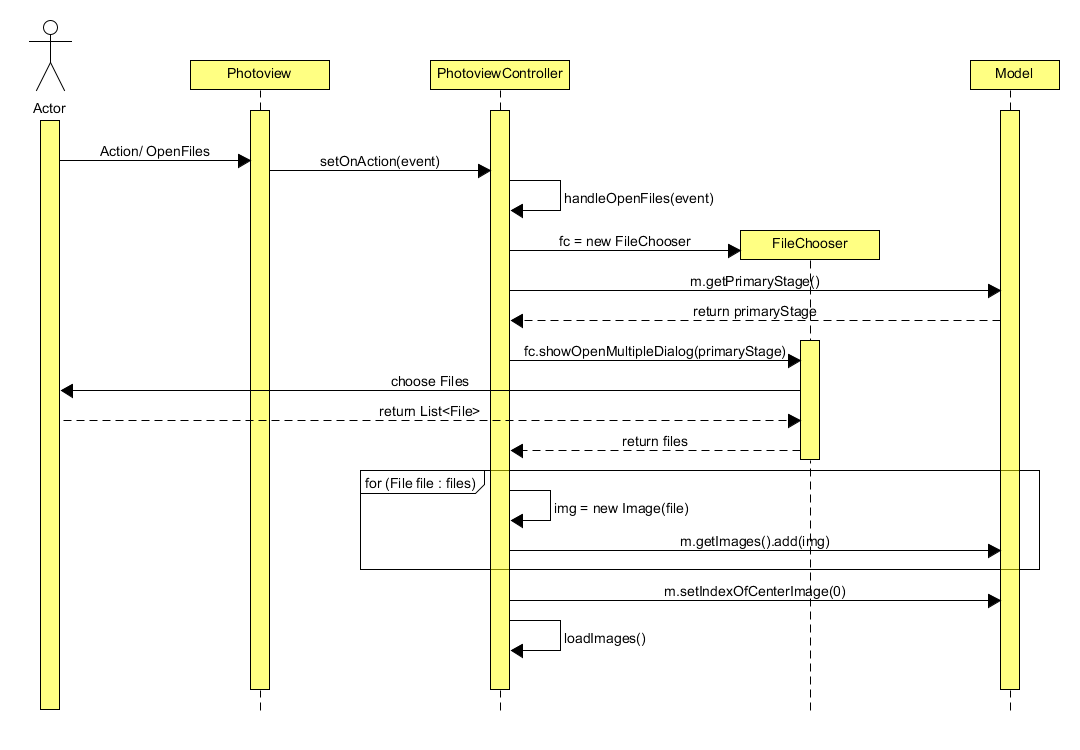 Actor
Photoview
PhotoviewController
Model
Action/ OpenFiles
setOnAction(event)
handleOpenFiles(event)
fc = new FileChooser
FileChooser
m.getPrimaryStage()
return primaryStage
fc.showOpenMultipleDialog(primaryStage)
choose Files
return List<File>
return files
for (File file : files)
img = new Image(file)
m.getImages().add(img)
m.setIndexOfCenterImage(0)
loadImages()